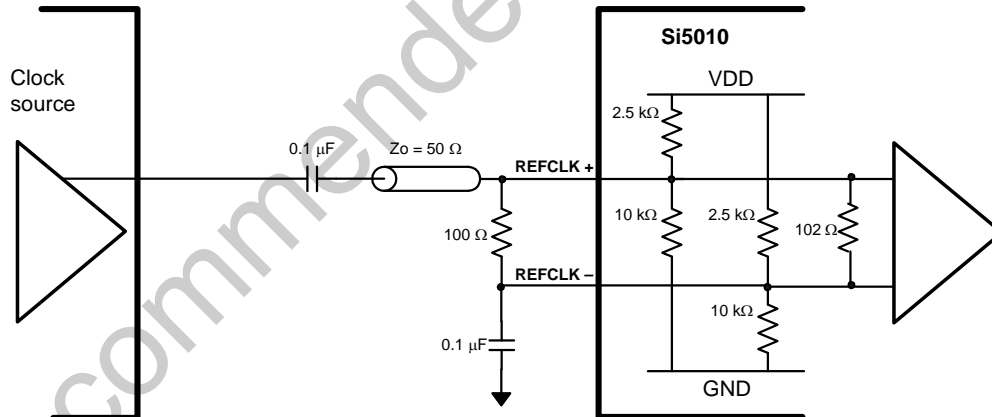 Si5010
Clock
source
VDD
2.5 kΩ
0.1 μF
Zo = 50 Ω
REFCLK +
10 kΩ
2.5 kΩ
100 Ω
102 Ω
REFCLK –
10 kΩ
0.1 μF
GND
commende